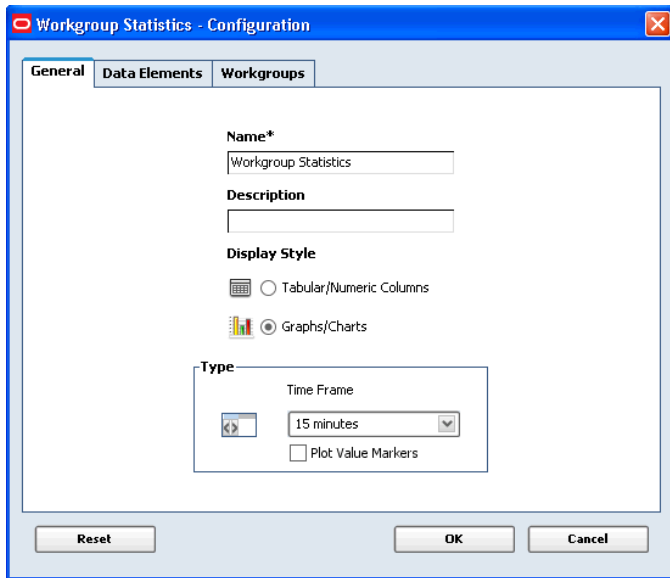 Workgroup Statistics - Configuration
General Data Elements Workgroups
Name*
Workgroup Statistics
Description
Display Style
Tabular/Numeric Columns
Graphs/Charts
Type
Time Frame
15 minutes
Plot Value Markers
Reset OK Cancel